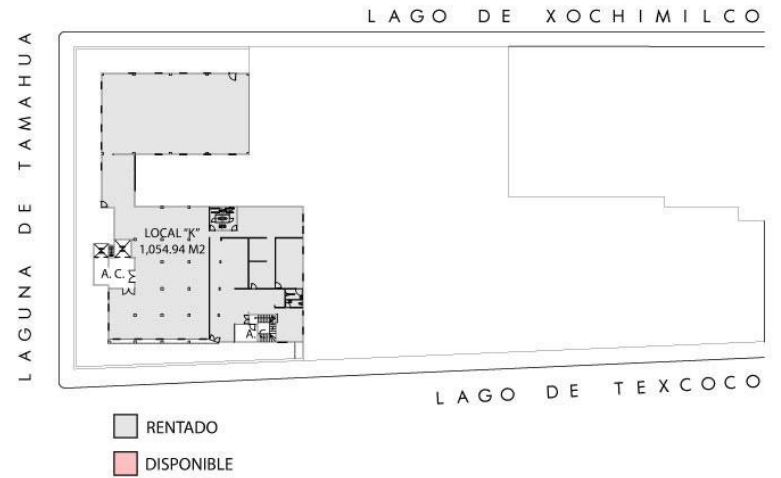 LAGO DE XOCHIMILCO
LAGUNA DE TAMAHUA
LOCAL "K"
1,054.94 M2
A. C.
A. C.
LAGO DE TEXCOCO
RENTADO
DISPONIBLE